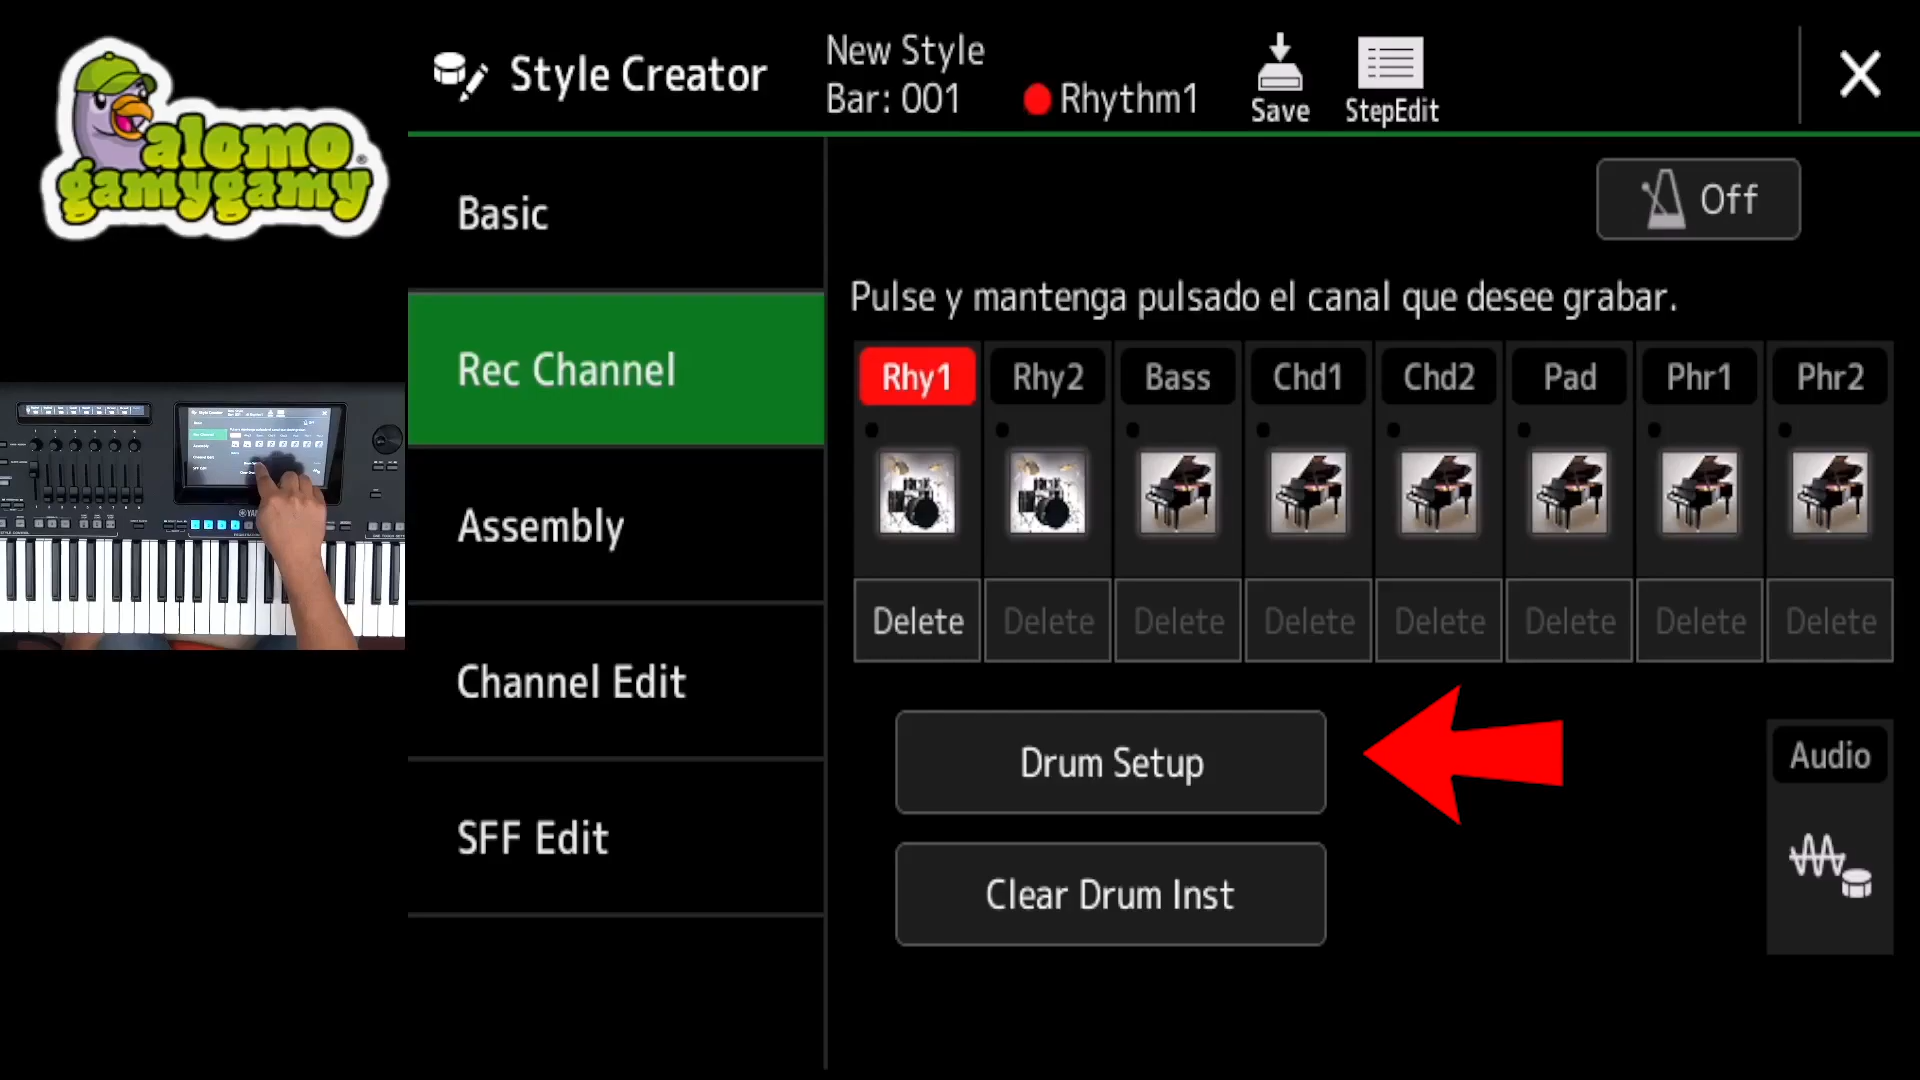 alomo
gamygamy®
Style Creator
New Style
Bar: 001
Rhythm1
Save
StepEdit
Basic
Rec Channel
Assembly
Channel Edit
SFF Edit
Off
Pulse y mantenga pulsado el canal que desee grabar.
Rhy1 Rhy2 Bass Chd1 Chd2 Pad Phr1 Phr2
Delete Delete Delete Delete Delete Delete Delete Delete
Drum Setup
Clear Drum Inst
Audio